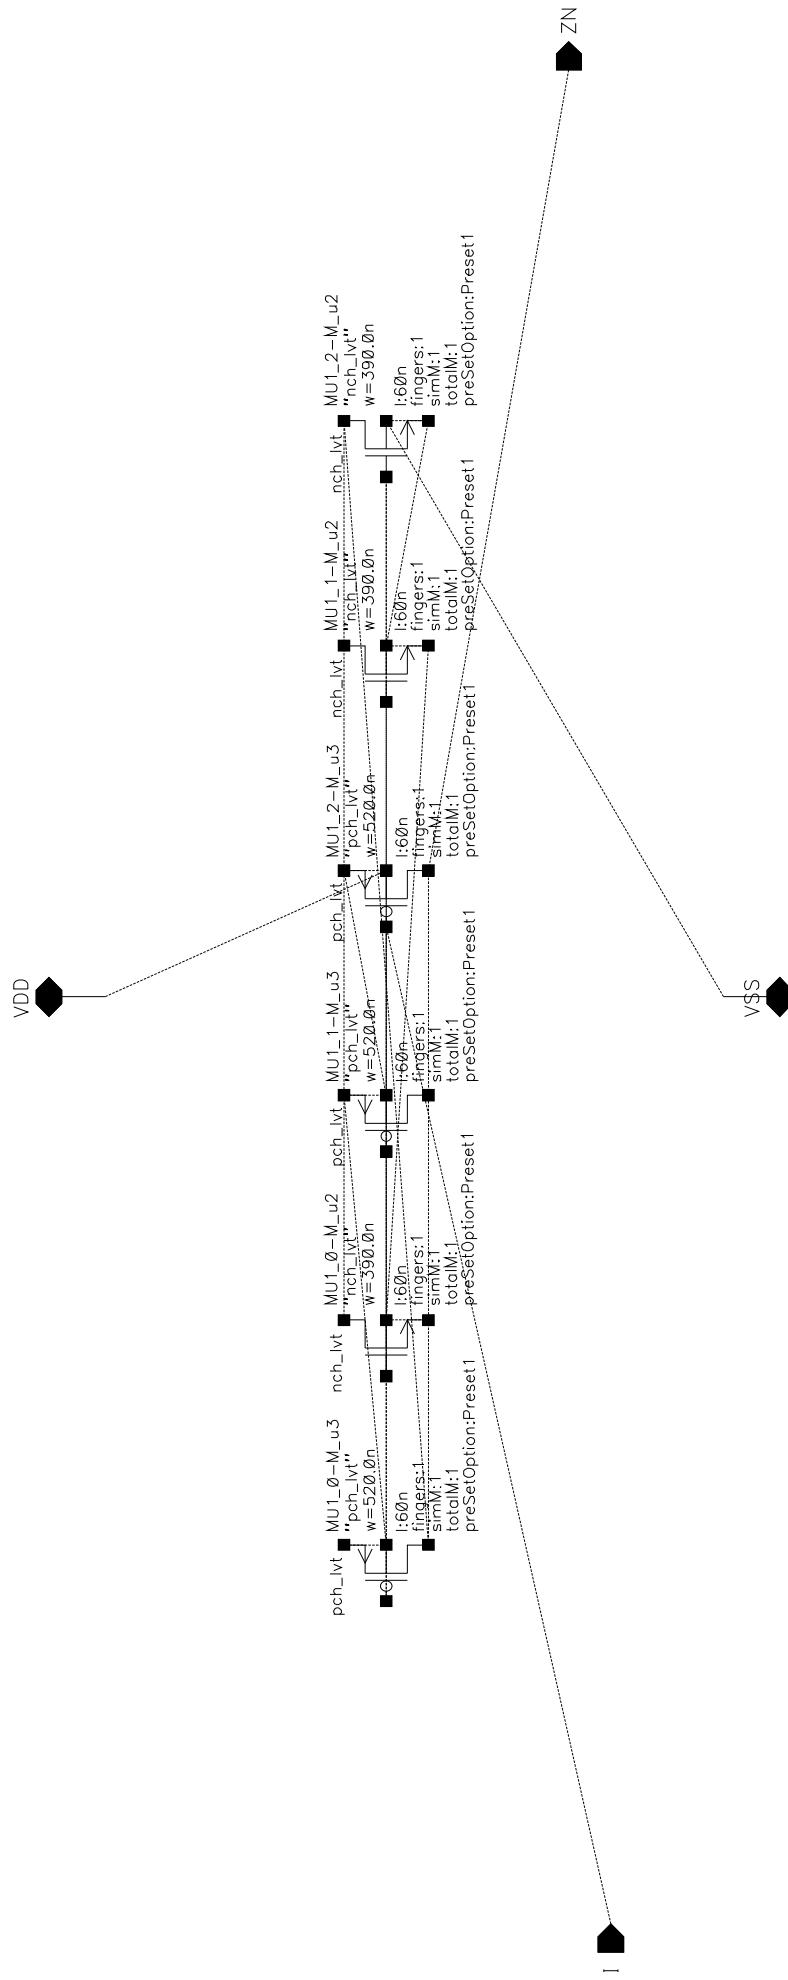 VDD
pch_lvt
MU1_0-M_u3
"pch_lvt"
w=520.0n
l:60n
fingers:1
simM:1
totalM:1
preSetOption:Preset1
nch_lvt
MU1_0-M_u2
"nch_lvt"
w=390.0n
l:60n
fingers:1
simM:1
totalM:1
preSetOption:Preset1
pch_lvt
MU1_1-M_u3
"pch_lvt"
w=520.0n
l:60n
fingers:1
simM:1
totalM:1
preSetOption:Preset1
pch_lvt
MU1_2-M_u3
"pch_lvt"
w=520.0n
l:60n
fingers:1
simM:1
totalM:1
preSetOption:Preset1
nch_lvt
MU1_1-M_u2
"nch_lvt"
w=390.0n
l:60n
fingers:1
simM:1
totalM:1
preSetOption:Preset1
nch_lvt
MU1_2-M_u2
"nch_lvt"
w=390.0n
l:60n
fingers:1
simM:1
totalM:1
preSetOption:Preset1
ZN
I
VSS